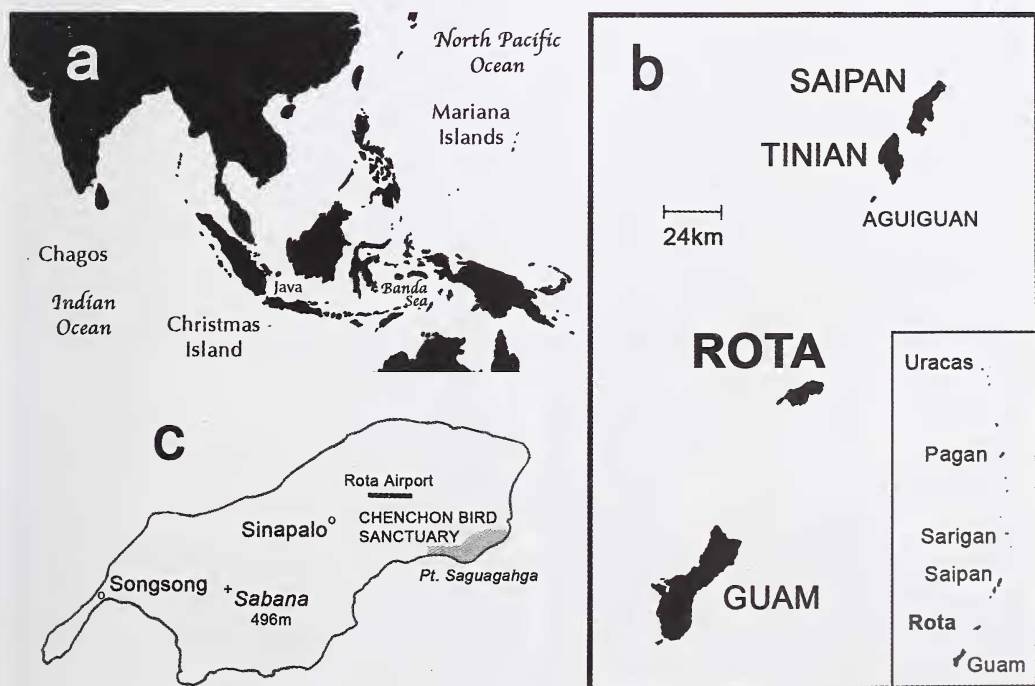 a
North Pacific
Ocean
Mariana
Islands
Chagos
Indian
Ocean
Java
Banda
Sea
Christmas
Island
b
SAIPAN
TINIAN
24km
AGUIGUAN
ROTA
GUAM
Uracas
Pagan
Sarigan
Saipan
Rota
Guam
c
Rota Airport
Sinapalo
CHENCHON BIRD
SANCTUARY
Pt. Saguagahga
Songsong
Sabana
496m